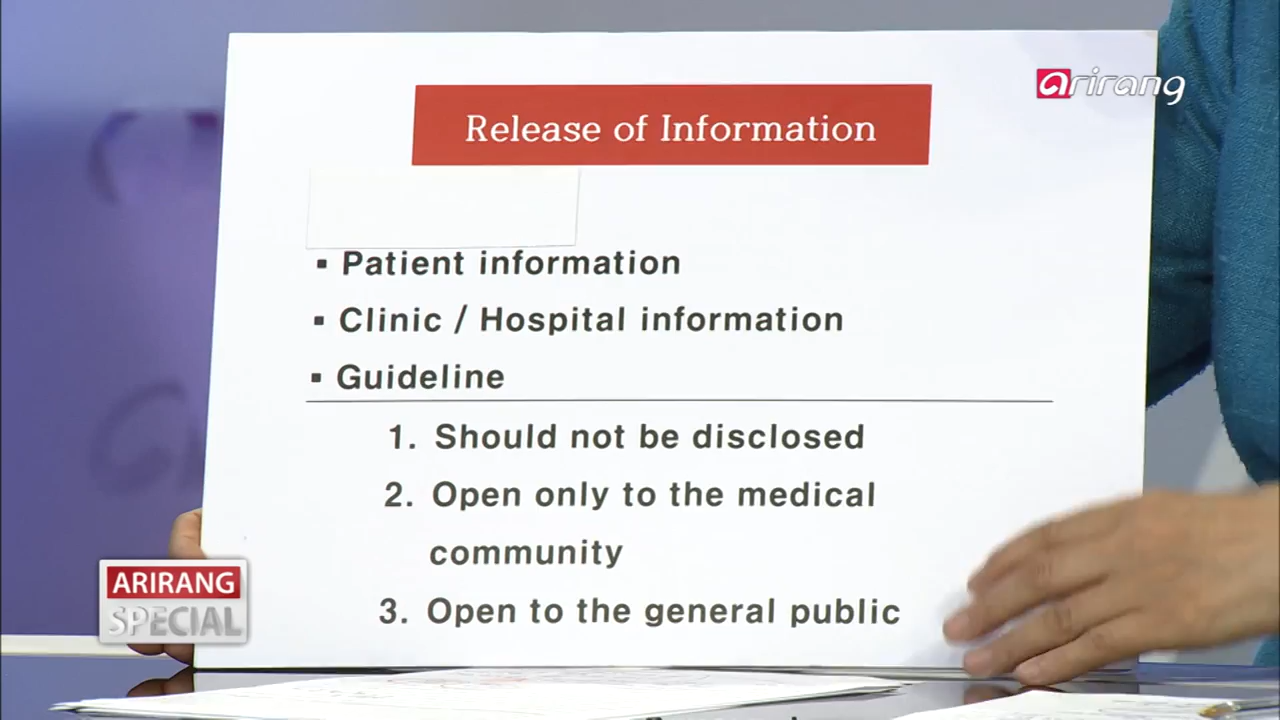 arirang
Release of Information
▪ Patient information
▪ Clinic / Hospital information
▪ Guideline
1. Should not be disclosed
2. Open only to the medical
community
3. Open to the general public
ARIRANG
SPECIAL